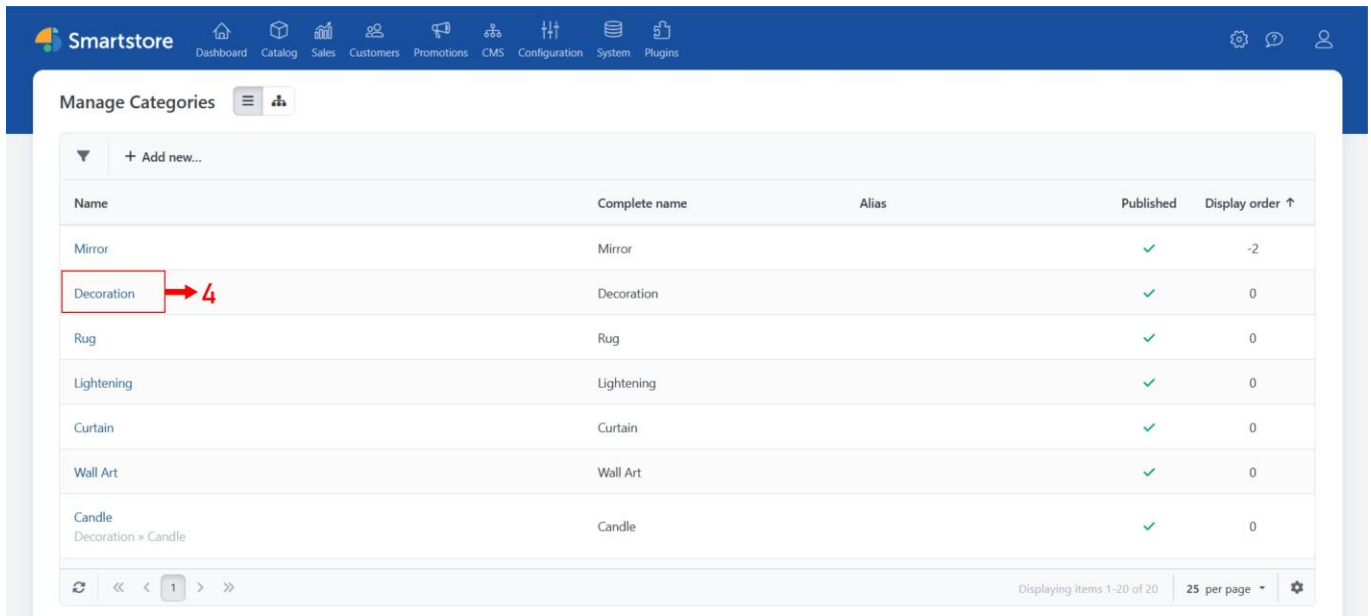 Smartstore
Dashboard Catalog Sales Customers Promotions CMS Configuration System Plugins
Manage Categories
+ Add new...
Name Complete name Alias Published Display order ↑
Mirror Mirror -2
Decoration 4 Decoration 0
Rug Rug 0
Lightening Lightening 0
Curtain Curtain 0
Wall Art Wall Art 0
Candle Candle 0
Decoration » Candle
« < 1 > » Displaying items 1-20 of 20 25 per page